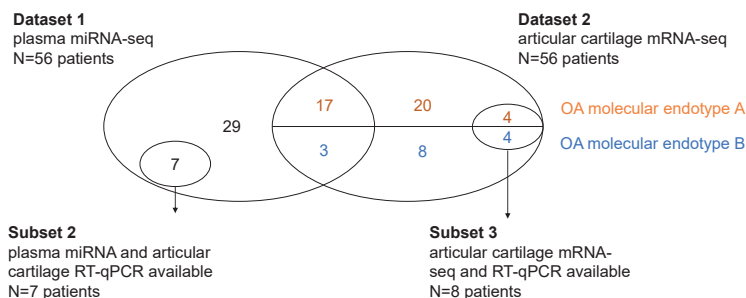 Dataset 1
plasma miRNA-seq
N=56 patients
Dataset 2
articular cartilage mRNA-seq
N=56 patients
17
20
4
OA molecular endotype A
29
3
8
4
OA molecular endotype B
7
Subset 2
plasma miRNA and articular
cartilage RT-qPCR available
N=7 patients
Subset 3
articular cartilage mRNA-
seq and RT-qPCR available
N=8 patients